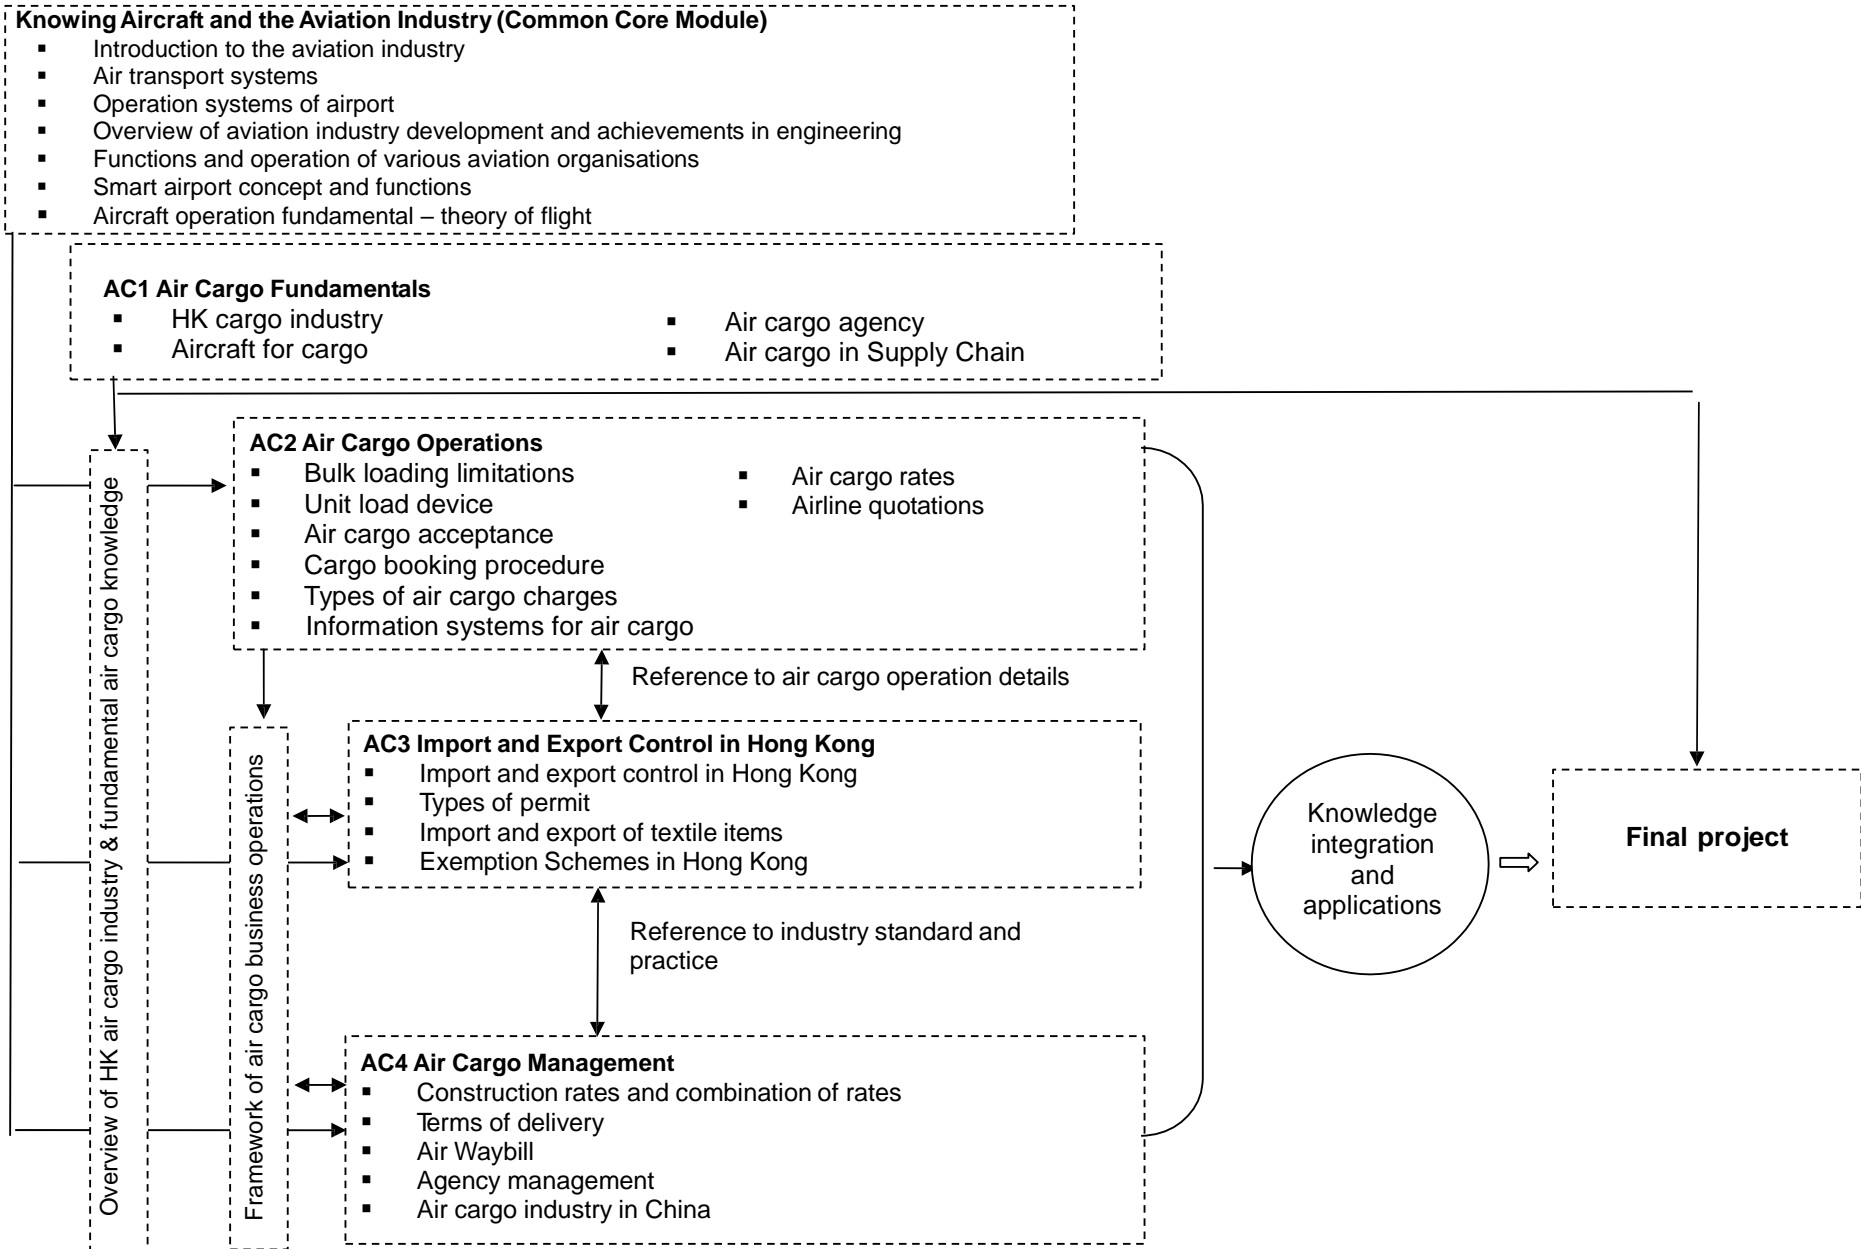 Knowing Aircraft and the Aviation Industry (Common Core Module)
▪ Introduction to the aviation industry
▪ Air transport systems
▪ Operation systems of airport
▪ Overview of aviation industry development and achievements in engineering
▪ Functions and operation of various aviation organisations
▪ Smart airport concept and functions
▪ Aircraft operation fundamental – theory of flight
AC1 Air Cargo Fundamentals
▪ HK cargo industry
▪ Aircraft for cargo
▪ Air cargo agency
▪ Air cargo in Supply Chain
Overview of HK air cargo industry & fundamental air cargo knowledge
AC2 Air Cargo Operations
▪ Bulk loading limitations
▪ Unit load device
▪ Air cargo acceptance
▪ Cargo booking procedure
▪ Types of air cargo charges
▪ Information systems for air cargo
▪ Air cargo rates
▪ Airline quotations
Reference to air cargo operation details
Framework of air cargo business operations
AC3 Import and Export Control in Hong Kong
▪ Import and export control in Hong Kong
▪ Types of permit
▪ Import and export of textile items
▪ Exemption Schemes in Hong Kong
Reference to industry standard and
practice
AC4 Air Cargo Management
▪ Construction rates and combination of rates
▪ Terms of delivery
▪ Air Waybill
▪ Agency management
▪ Air cargo industry in China
Knowledge
integration
and
applications
Final project